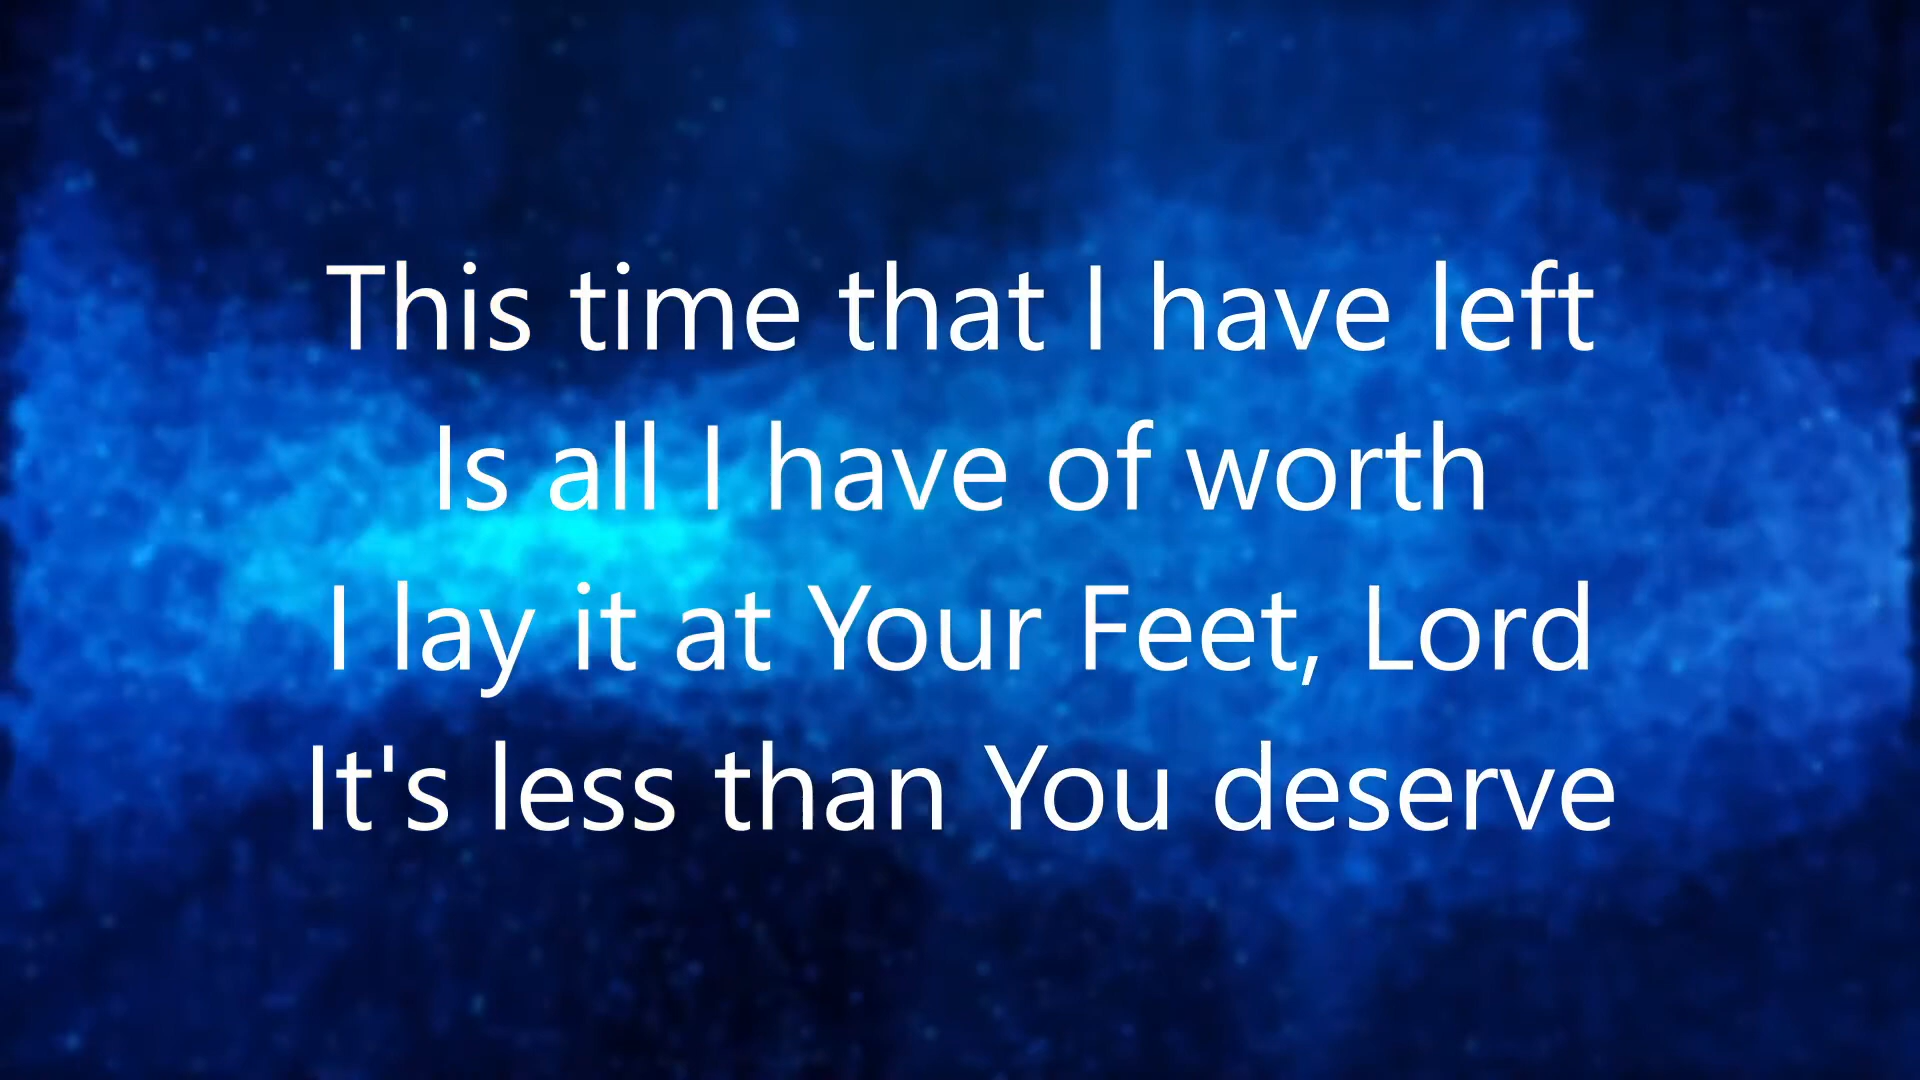 This time that I have left
Is all I have of worth
I lay it at Your Feet, Lord
It's less than You deserve